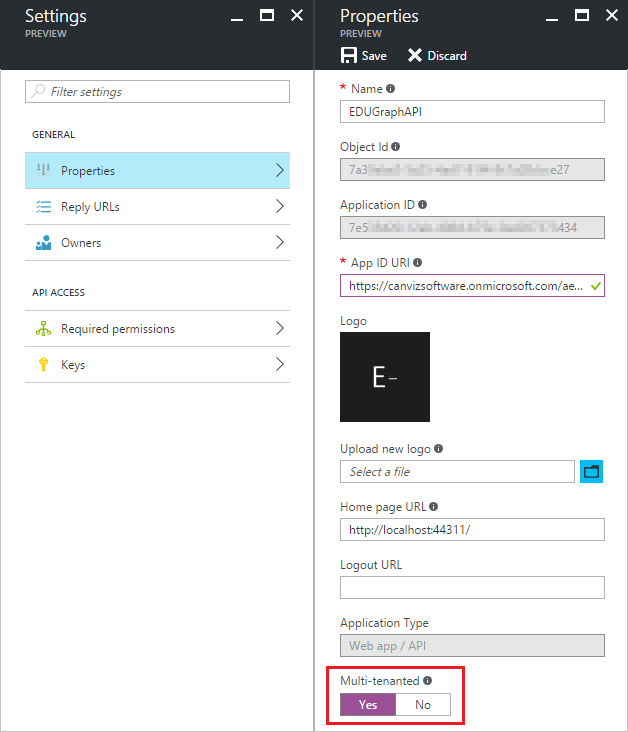 Settings
PREVIEW
Filter settings
GENERAL
Properties
Reply URLs
Owners
API ACCESS
Required permissions
Keys
Properties
PREVIEW
Save Discard
* Name
EDUGraphAPI
Object Id
7a3 e27
Application ID
7e5 434
* App ID URI
https://canvizsoftware.onmicrosoft.com/ae...
Logo
E-
Upload new logo
Select a file
Home page URL
http://localhost:44311/
Logout URL
Application Type
Web app / API
Multi-tenanted
Yes No